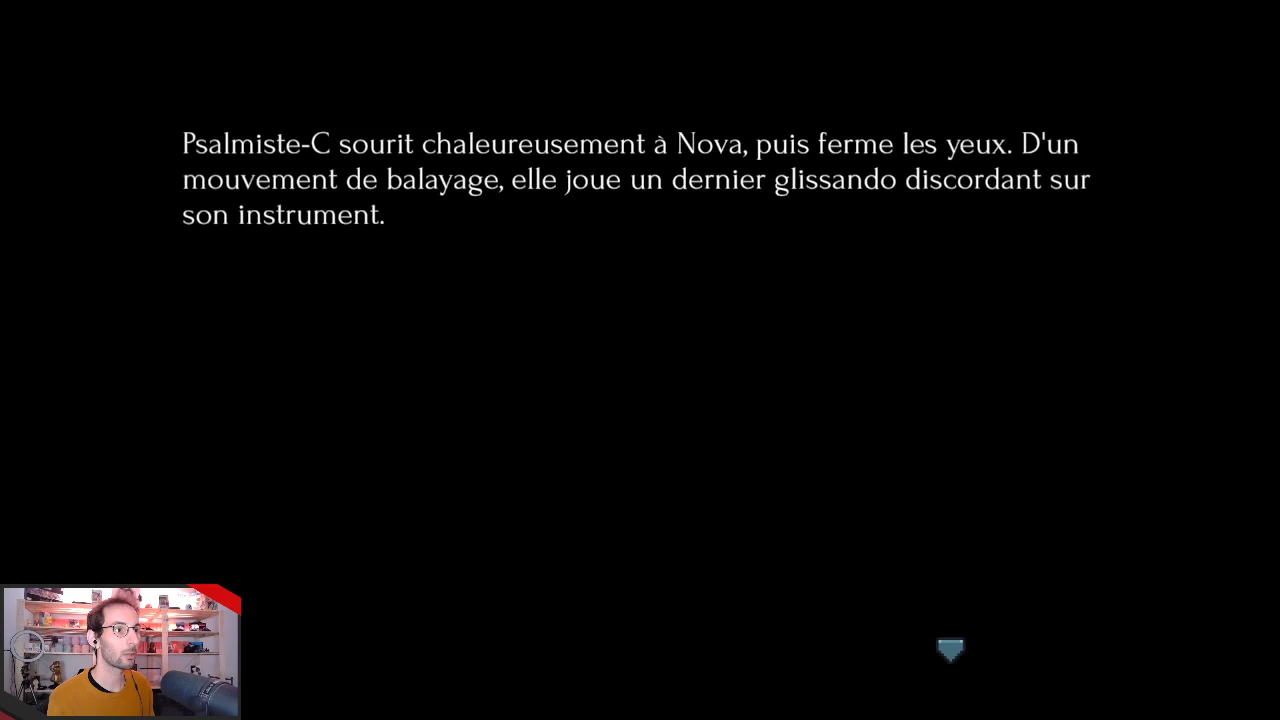 Psalmiste-C sourit chaleureusement à Nova, puis ferme les yeux. D'un
mouvement de balayage, elle joue un dernier glissando discordant sur
son instrument.